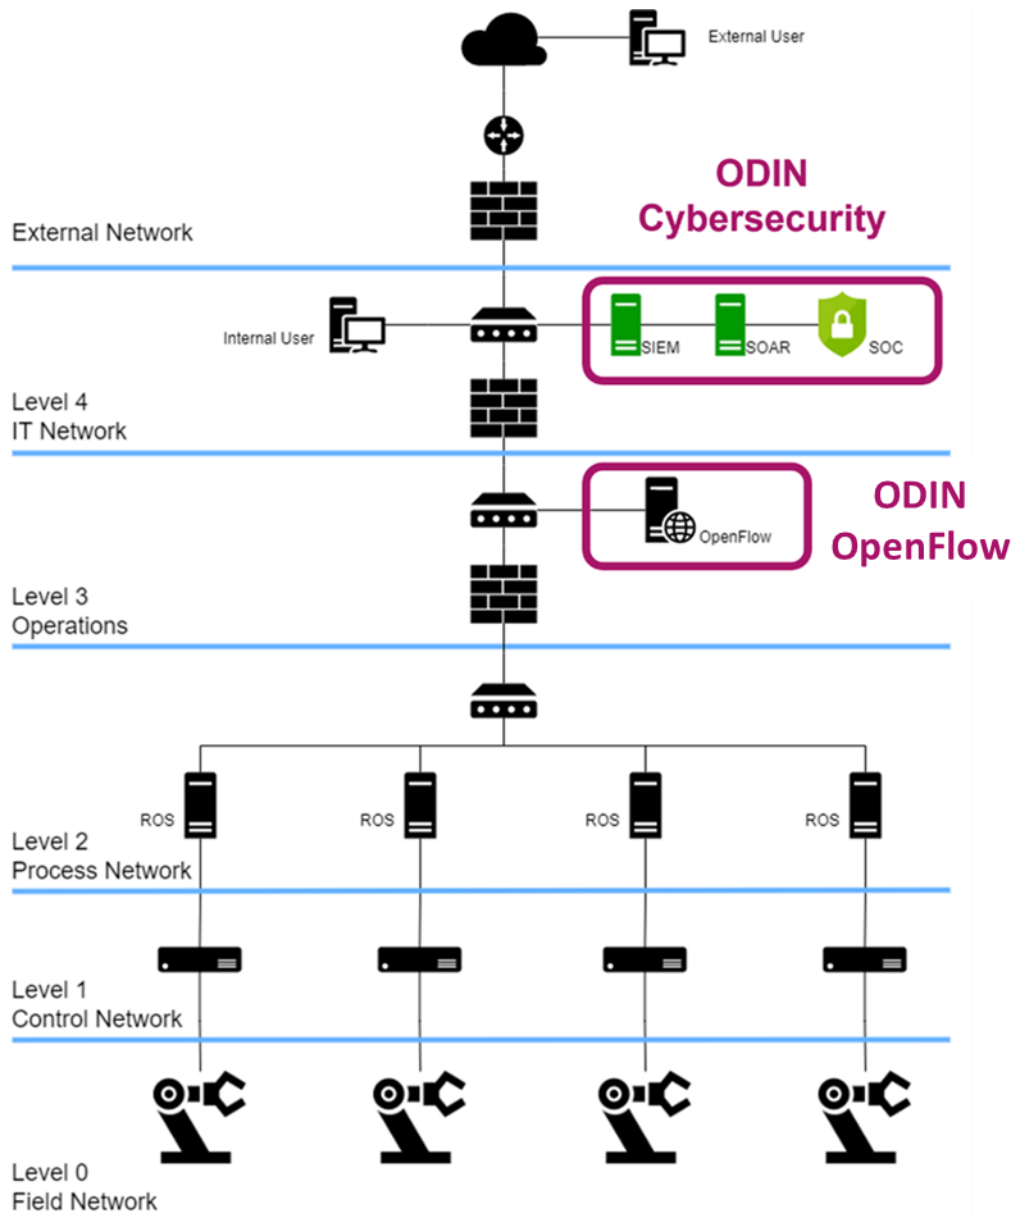 External User
ODIN
Cybersecurity
External Network
Internal User
SIEM
SOAR
SOC
Level 4
IT Network
ODIN
OpenFlow
OpenFlow
Level 3
Operations
ROS
ROS
ROS
ROS
Level 2
Process Network
Level 1
Control Network
Level 0
Field Network